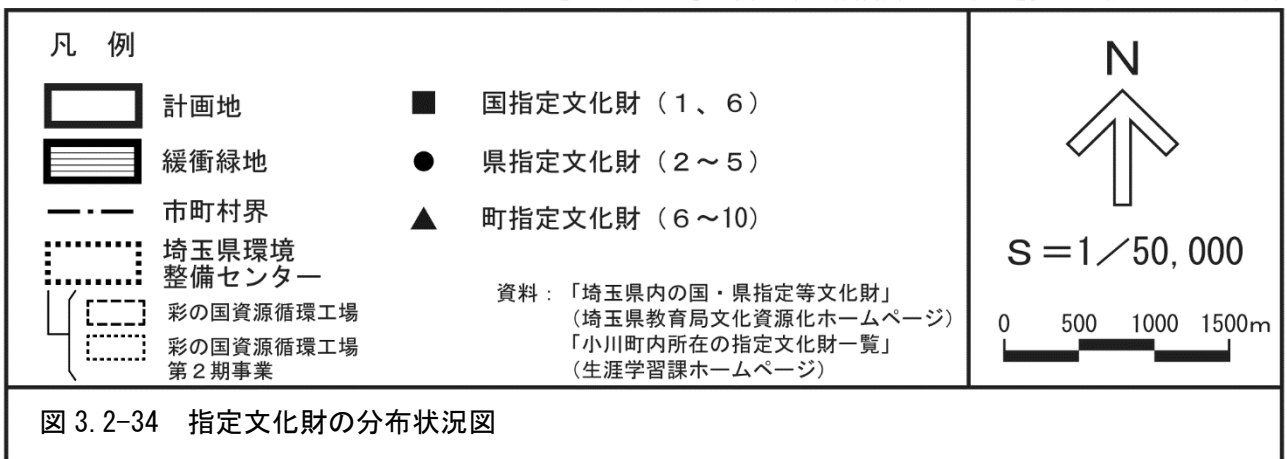 凡 例
計画地
緩衝緑地
市町村界
埼玉県環境
整備センター
彩の国資源循環工場
彩の国資源循環工場
第２期事業
国指定文化財（１、６）
県指定文化財（２～５）
町指定文化財（６～10）
資料：「埼玉県内の国・県指定等文化財」
（埼玉県教育局文化資源化ホームページ）
「小川町内所在の指定文化財一覧」
（生涯学習課ホームページ）
N
S＝1／50,000
0 500 1000 1500m
図 3.2-34 指定文化財の分布状況図